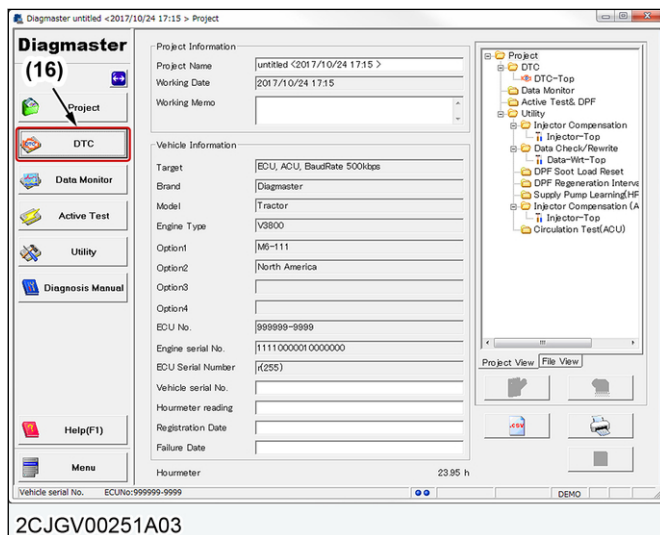 Diagmaster untitled <2017/10/24 17:15 > Project
Diagmaster
(16)
Project
DTC
Data Monitor
Active Test
Utility
Diagnosis Manual
Help(F1)
Menu
Project Information
Project Name untitled <2017/10/24 17:15 >
Working Date 2017/10/24 17:15
Working Memo
Vehicle Information
Target ECU, ACU, BaudRate 500kbps
Brand Diagmaster
Model Tractor
Engine Type V3800
Option1 M6-111
Option2 North America
Option3
Option4
ECU No. 999999-9999
Engine serial No. 11110000010000000
ECU Serial Number r(255)
Vehicle serial No.
Hourmeter reading
Registration Date
Failure Date
Hourmeter 23.95 h
Project
DTC
DTC-Top
Data Monitor
Active Test& DPF
Utility
Injector Compensation
Injector-Top
Data Check/Rewrite
Data-Wrt-Top
DPF Soot Load Reset
DPF Regeneration Interva
Supply Pump Learning(HF
Injector Compensation (A
Injector-Top
Circulation Test(ACU)
Project View File View
.csv
Vehicle serial No. ECUNo:999999-9999 DEMO
2CJGV00251A03